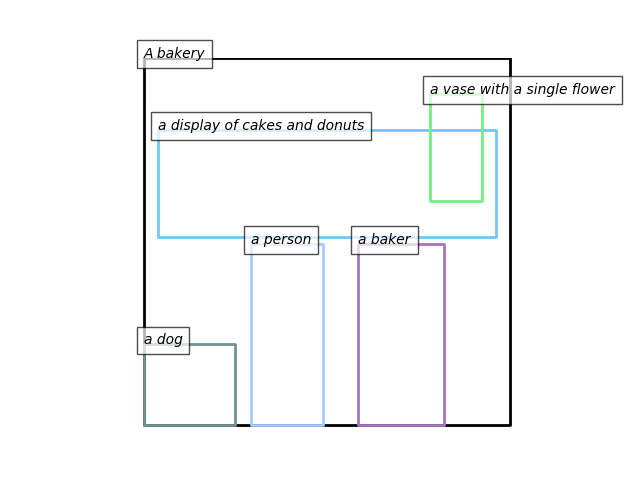 A bakery
a vase with a single flower
a display of cakes and donuts
a person
a baker
a dog